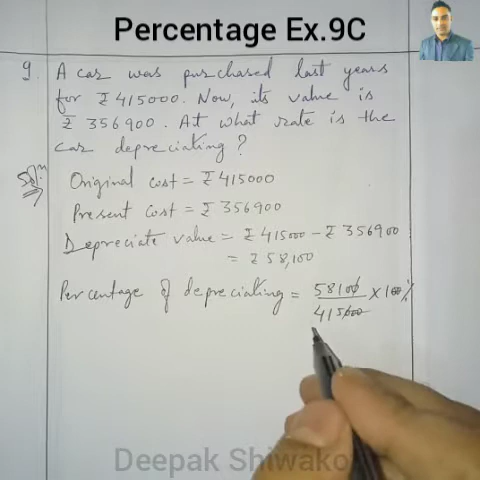 Percentage Ex.9C
9. A car was purchased last years
for ₹ 415000. Now, its value is
₹ 356900. At what rate is the
car depreciating?
Solⁿ
Original cost = ₹ 415000
Present cost = ₹ 356900
Depreciate value = ₹ 415000 - ₹ 356900
= ₹ 58,100
Percentage of depreciating = 58100/415000 × 100%
Deepak Shiwako